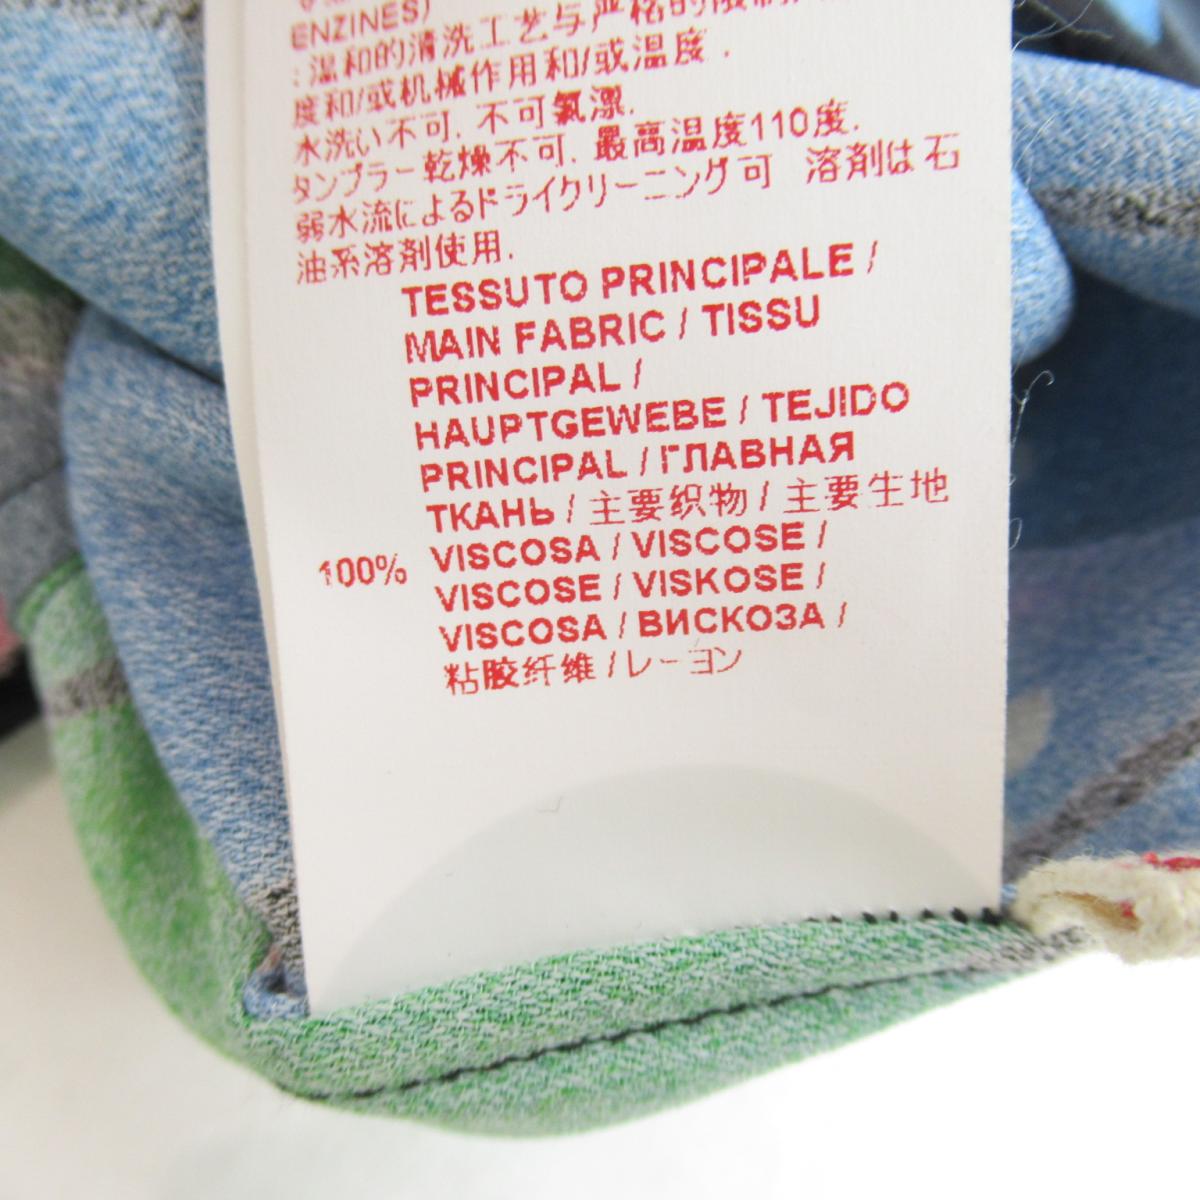 ENZINES)
:温和的清洗工艺与严格的限制
度和/或机械作用和/或温度.
水洗い不可. 不可氯漂.
タンブラー乾燥不可. 最高温度110度.
弱水流によるドライクリーニング可 溶剤は石
油系溶剤使用.
TESSUTO PRINCIPALE /
MAIN FABRIC / TISSU
PRINCIPAL /
HAUPTGEWEBE / TEJIDO
PRINCIPAL / ГЛАВНАЯ
ТКАНЬ / 主要织物 / 主要生地
100% VISCOSA / VISCOSE /
VISCOSE / VISKOSE /
VISCOSA / ВИСКОЗА /
粘胶纤维 / レーヨン